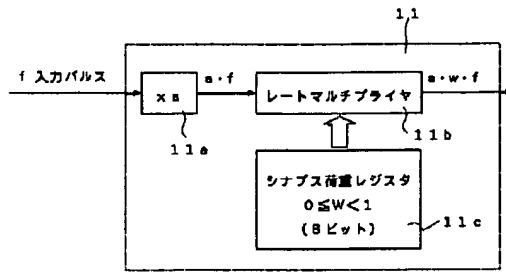 11
f 入力パルス
×a
a・f
レートマルチプライヤ
a・w・f
11a
11b
シナプス荷重レジスタ
0≦W<1
(8ビット)
11c